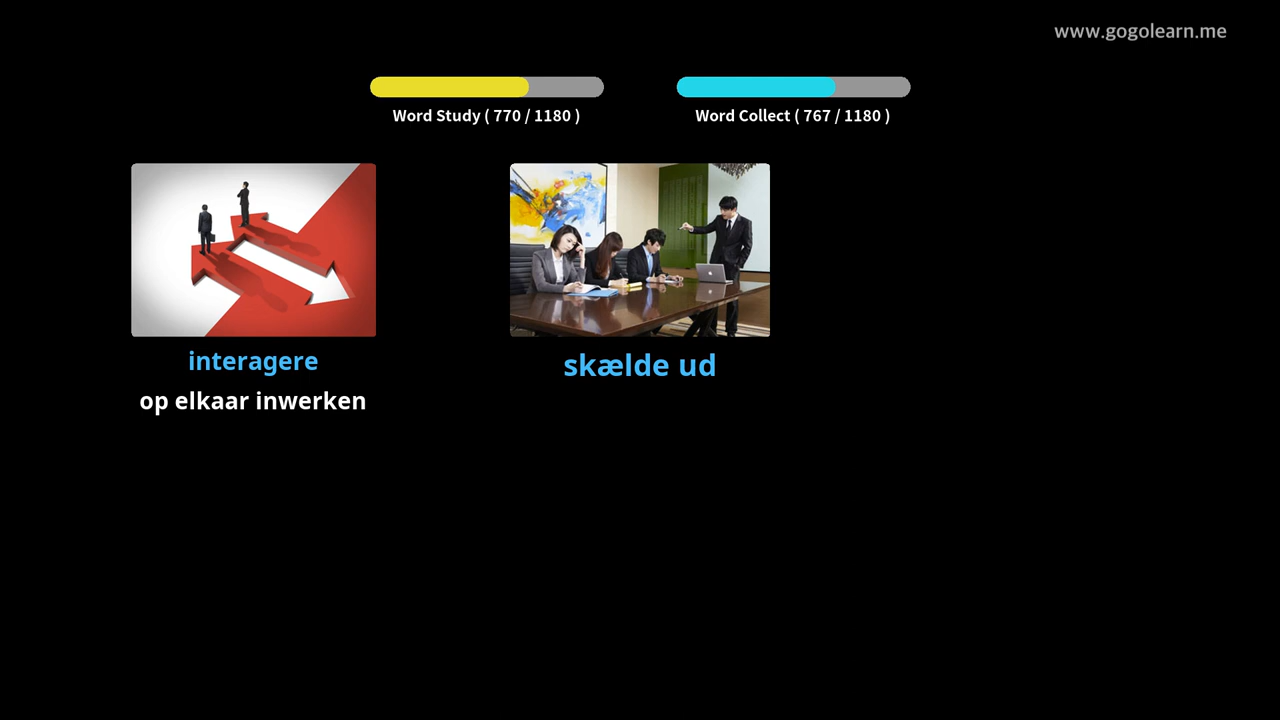 www.gogolearn.me
Word Study ( 770 / 1180 )
Word Collect ( 767 / 1180 )
interagere
op elkaar inwerken
skælde ud